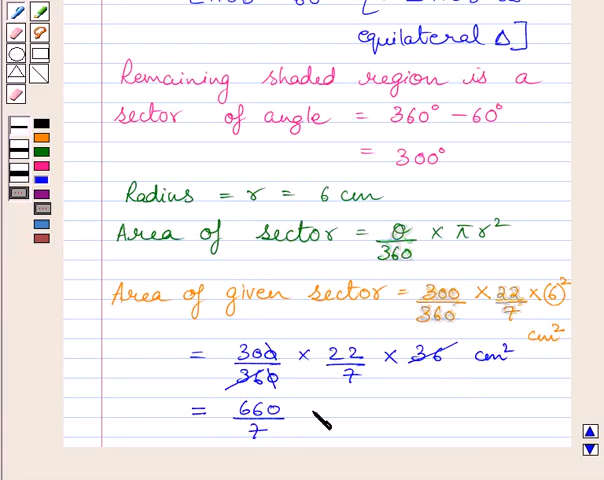 equilateral Δ]
Remaining shaded region is a
sector of angle = 360° - 60°
= 300°
Radius = r = 6 cm
Area of sector = θ/360 × πr²
Area of given sector = 300/360 × 22/7 × (6)²
cm²
= 300/360 × 22/7 × 36 cm²
= 660/7